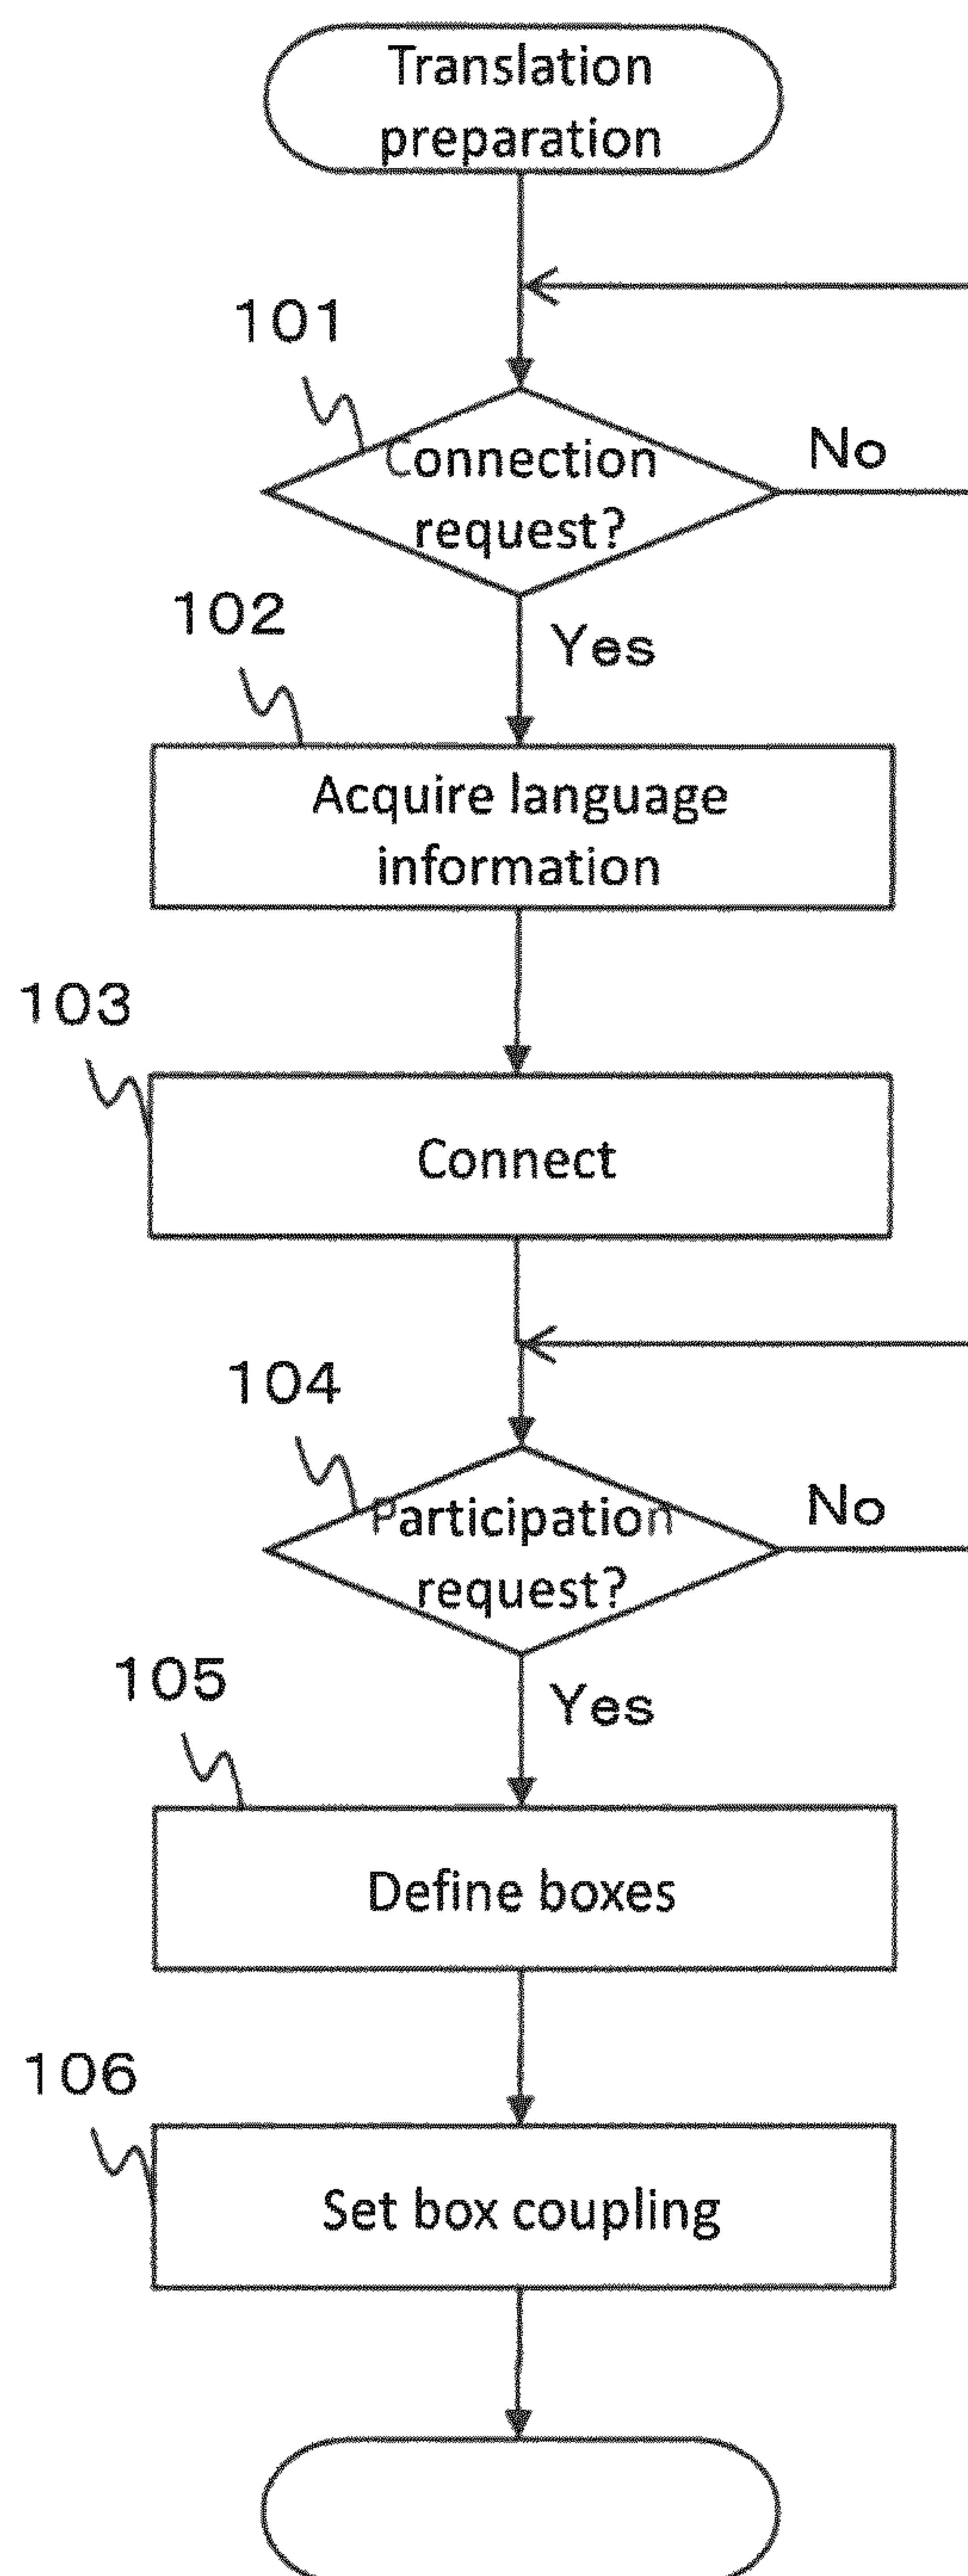 Translation
preparation
101
Connection
request?
No
Yes
102
Acquire language
information
103
Connect
104
Participation
request?
No
Yes
105
Define boxes
106
Set box coupling